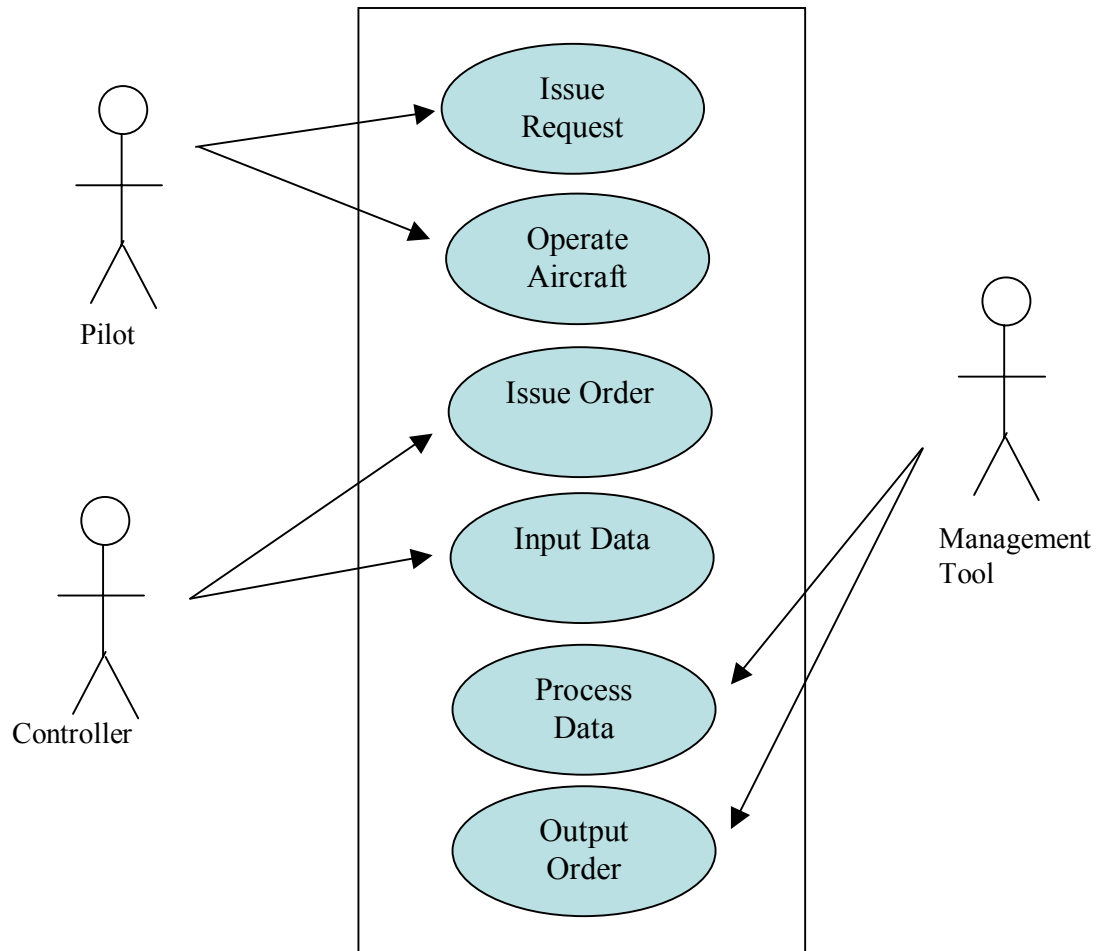 Issue
Request
Operate
Aircraft
Pilot
Issue Order
Input Data
Management
Tool
Controller
Process
Data
Output
Order